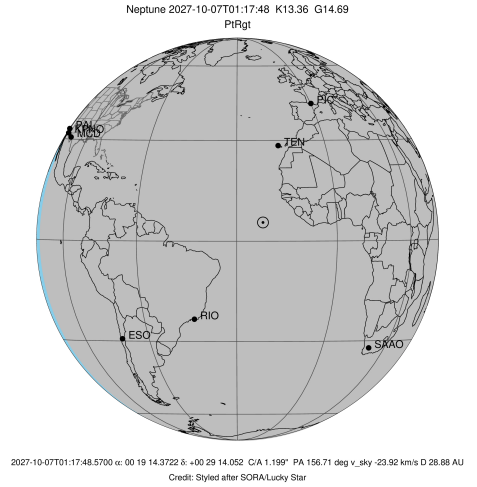 Neptune 2027-10-07T01:17:48 K13.36 G14.69
PtRgt
PIC
TEN
RIO
ESO
SAAO
2027-10-07T01:17:48.5700 α: 00 19 14.3722 δ: +00 29 14.052 C/A 1.199" PA 156.71 deg v_sky -23.92 km/s D 28.88 AU
Credit: Styled after SORA/Lucky Star